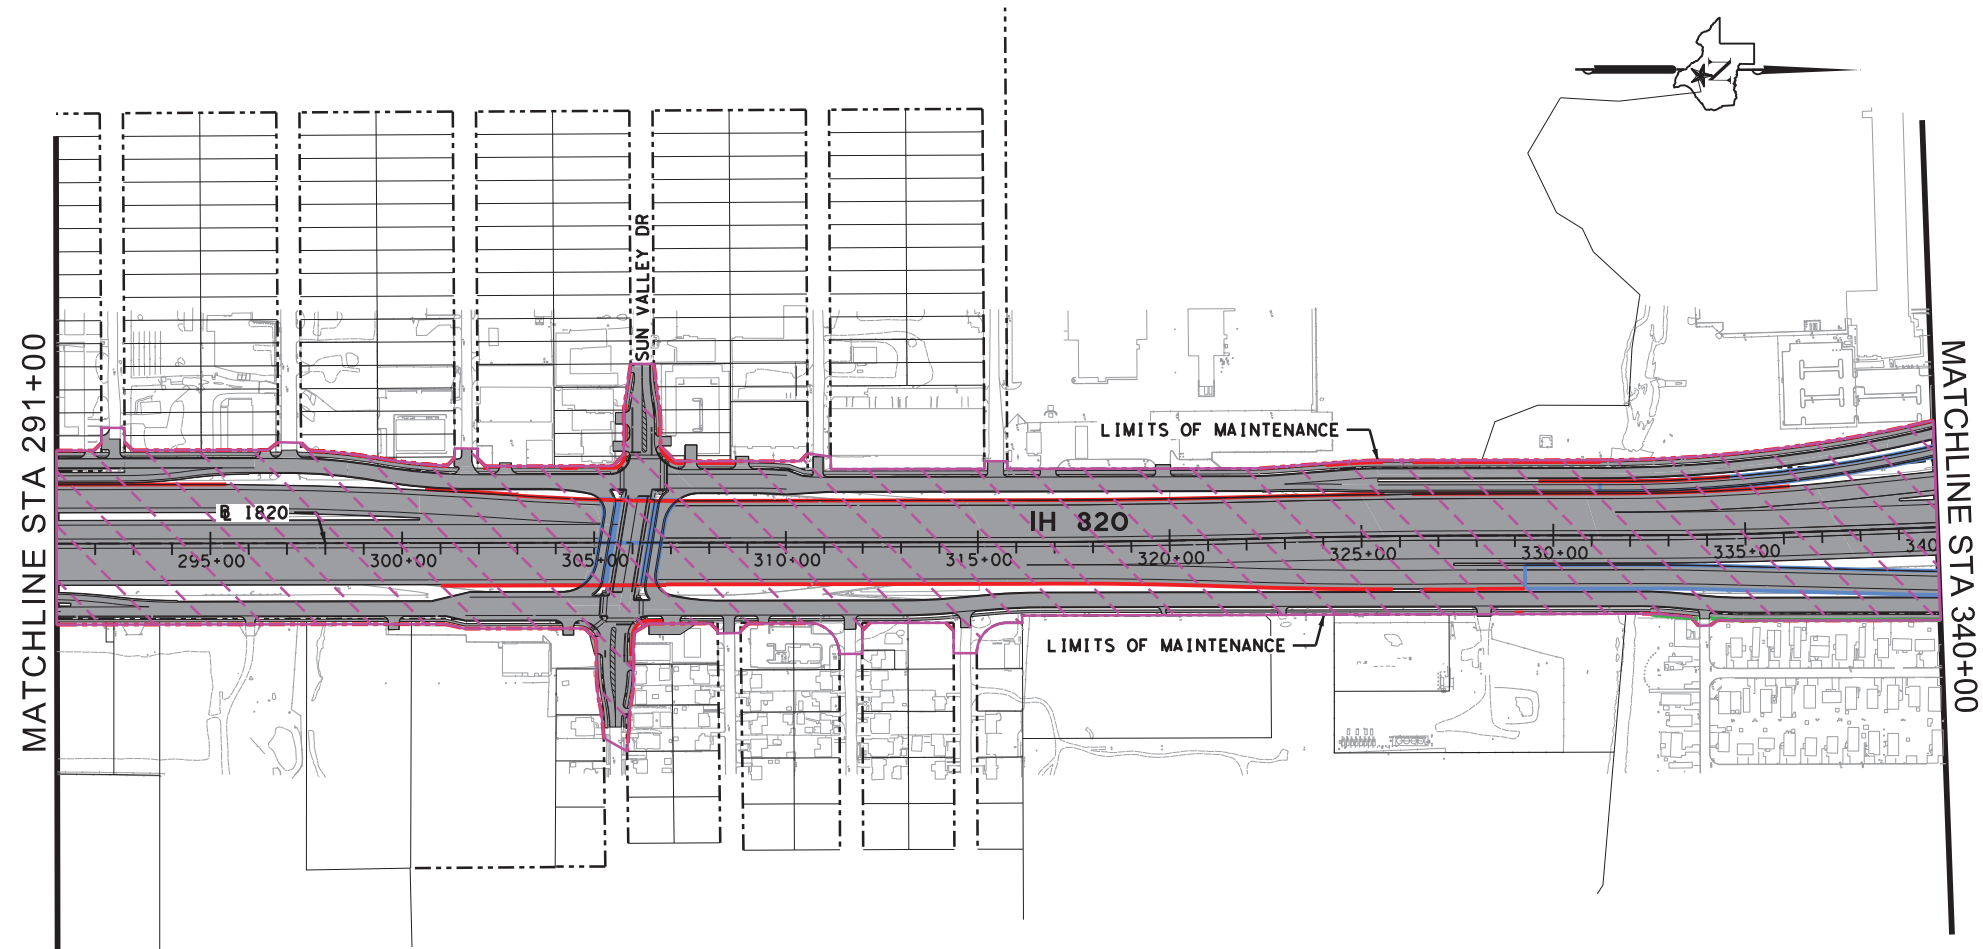 SUN VALLEY DR
MATCHLINE STA 291+00
MATCHLINE STA 340+00
LIMITS OF MAINTENANCE
BL I820
IH 820
295+00
300+00
305+00
310+00
315+00
320+00
325+00
330+00
335+00
340
LIMITS OF MAINTENANCE